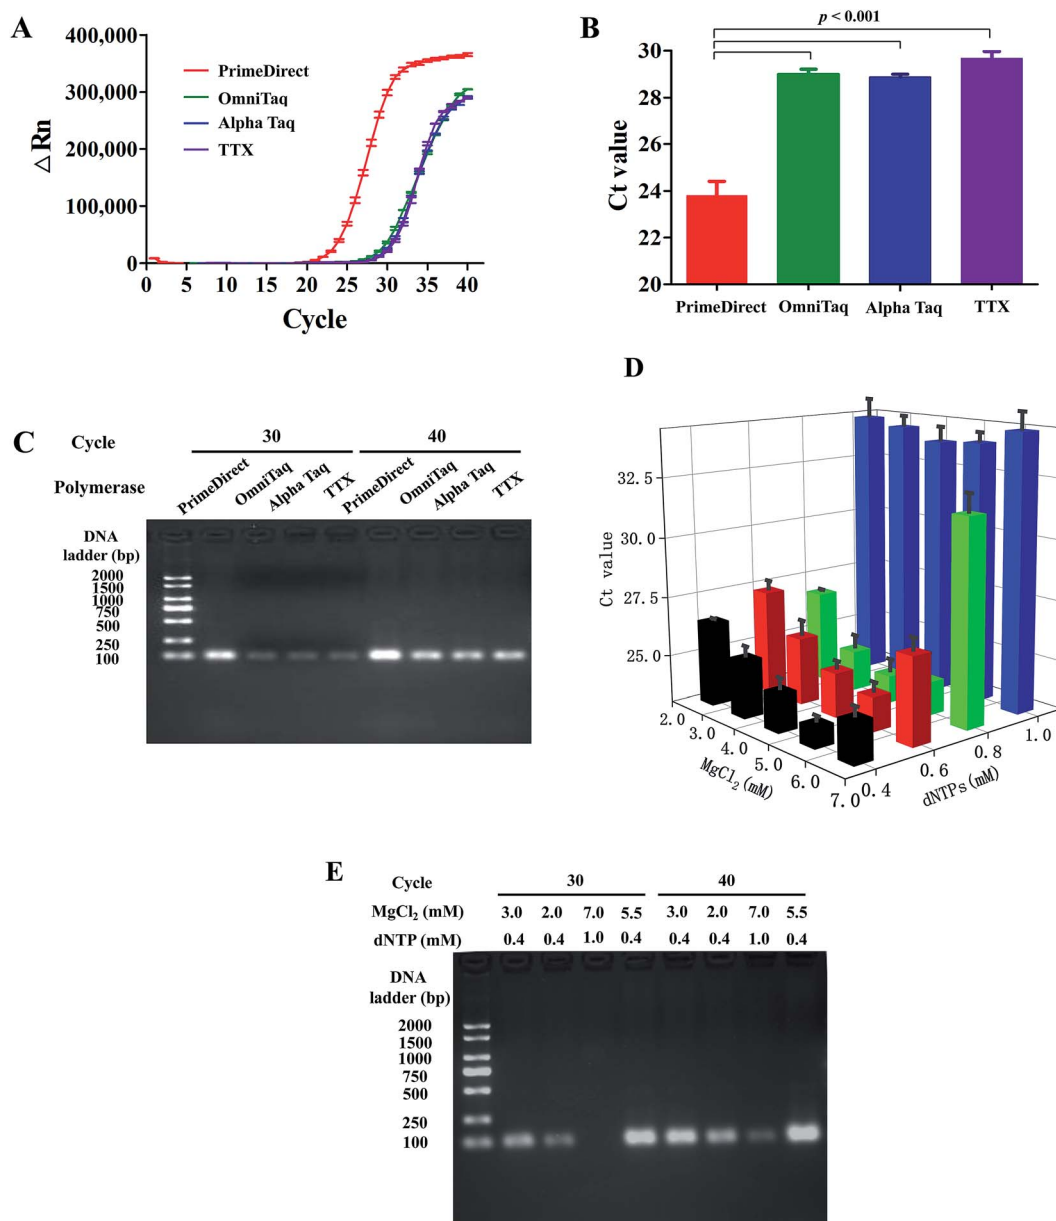 A
400,000
300,000
200,000
100,000
0
△Rn
PrimeDirect
OmniTaq
Alpha Taq
TTX
0 5 10 15 20 25 30 35 40
Cycle
B
p < 0.001
30
28
26
24
22
20
Ct value
PrimeDirect OmniTaq Alpha Taq TTX
C
Cycle 30 40
Polymerase PrimeDirect OmniTaq Alpha Taq TTX PrimeDirect OmniTaq Alpha Taq TTX
DNA
ladder (bp)
2000
1500
1000
750
500
250
100
D
32.5
30.0
27.5
25.0
Ct value
2.0 3.0 4.0 5.0 6.0 7.0
MgCl₂(mM)
0.4 0.6 0.8 1.0
dNTPs(mM)
E
Cycle 30 40
MgCl₂ (mM) 3.0 2.0 7.0 5.5 3.0 2.0 7.0 5.5
dNTP (mM) 0.4 0.4 1.0 0.4 0.4 0.4 1.0 0.4
DNA
ladder (bp)
2000
1500
1000
750
500
250
100